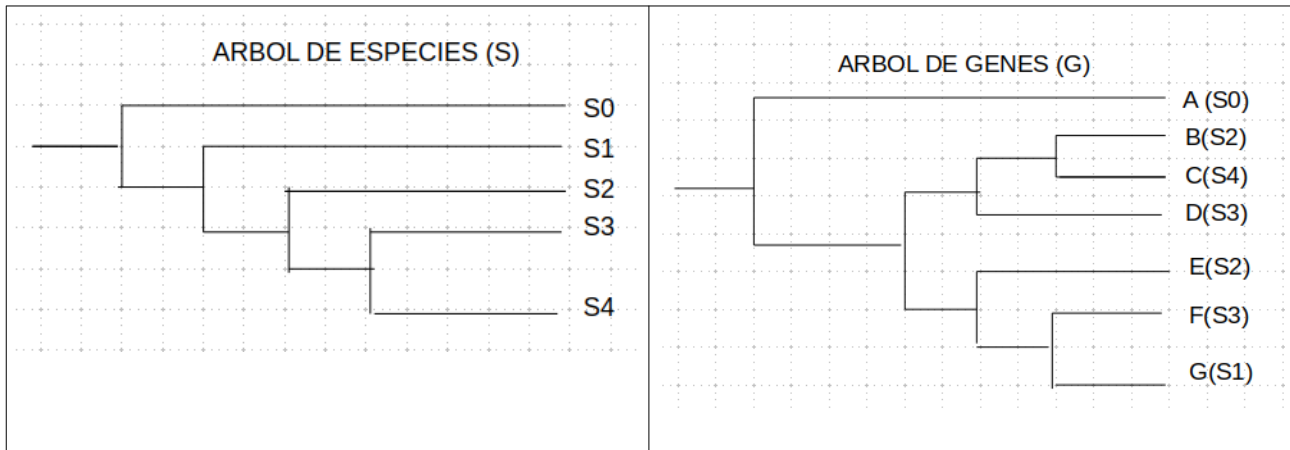 ARBOL DE ESPECIES (S)
S0
S1
S2
S3
S4
ARBOL DE GENES (G)
A (S0)
B(S2)
C(S4)
D(S3)
E(S2)
F(S3)
G(S1)